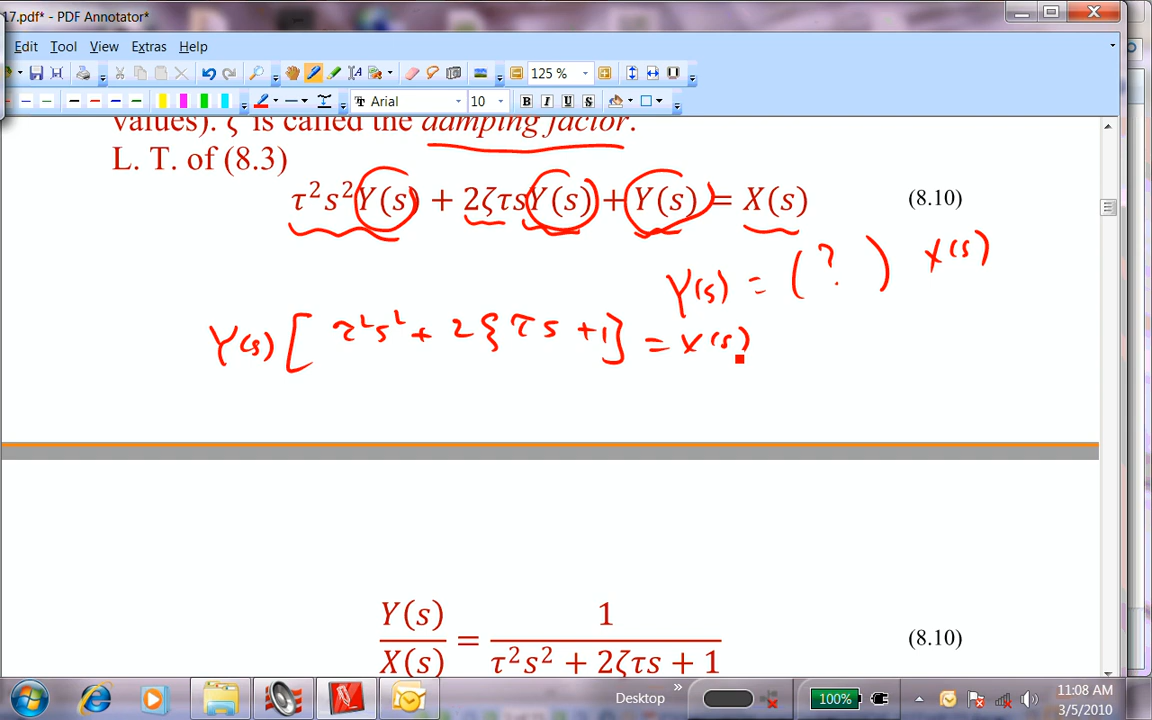 17.pdf* - PDF Annotator*
Edit Tool View Extras Help
125 %
Arial 10 B I U S
values). ζ is called the damping factor.
L. T. of (8.3)
τ²s²Y(s) + 2ζτsY(s) + Y(s) = X(s) (8.10)
Y(s) = ( ? ) X(s)
Y(s) [ τ²s² + 2ζτs + 1] = X(s)
Y(s)/X(s) = 1/(τ²s² + 2ζτs + 1) (8.10)
Desktop » 100% 11:08 AM
3/5/2010